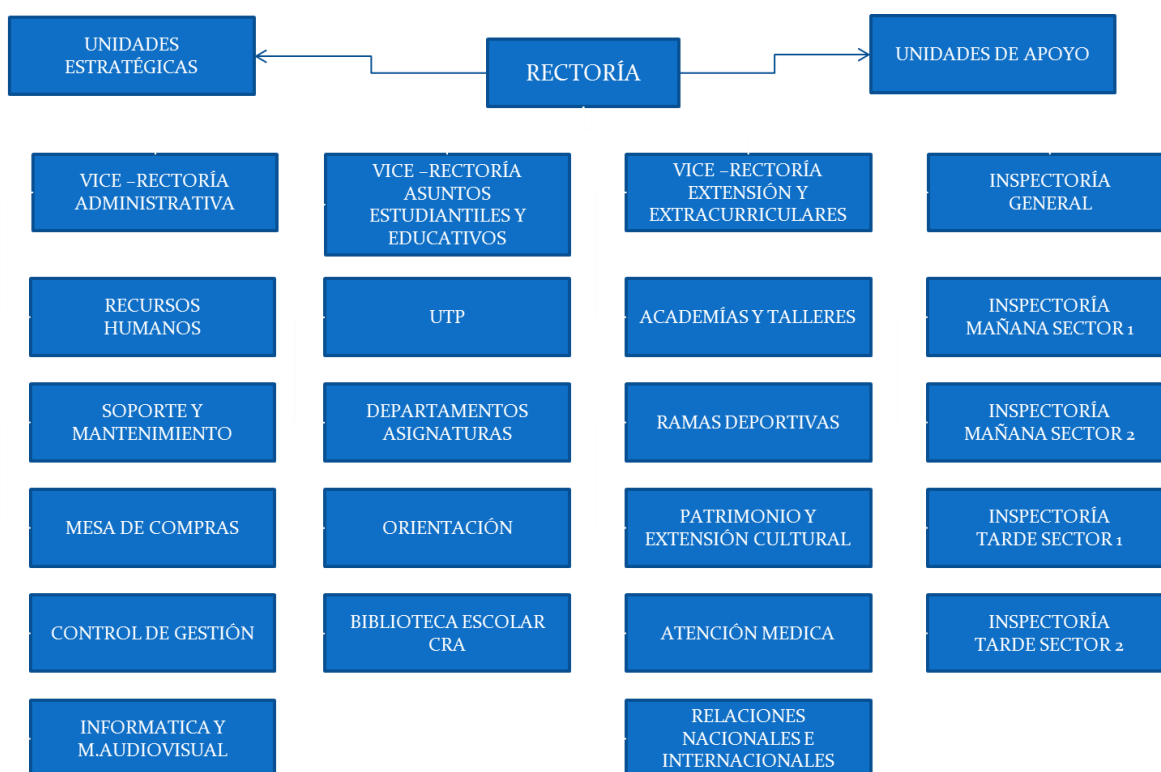 UNIDADES
ESTRATÉGICAS
RECTORÍA
UNIDADES DE APOYO
VICE –RECTORÍA
ADMINISTRATIVA
VICE –RECTORÍA
ASUNTOS
ESTUDIANTILES Y
EDUCATIVOS
VICE –RECTORÍA
EXTENSIÓN Y
EXTRACURRICULARES
INSPECTORÍA
GENERAL
RECURSOS
HUMANOS
UTP
ACADEMÍAS Y TALLERES
INSPECTORÍA
MAÑANA SECTOR 1
SOPORTE Y
MANTENIMIENTO
DEPARTAMENTOS
ASIGNATURAS
RAMAS DEPORTIVAS
INSPECTORÍA
MAÑANA SECTOR 2
MESA DE COMPRAS
ORIENTACIÓN
PATRIMONIO Y
EXTENSIÓN CULTURAL
INSPECTORÍA
TARDE SECTOR 1
CONTROL DE GESTIÓN
BIBLIOTECA ESCOLAR
CRA
ATENCIÓN MEDICA
INSPECTORÍA
TARDE SECTOR 2
INFORMATICA Y
M.AUDIOVISUAL
RELACIONES
NACIONALES E
INTERNACIONALES